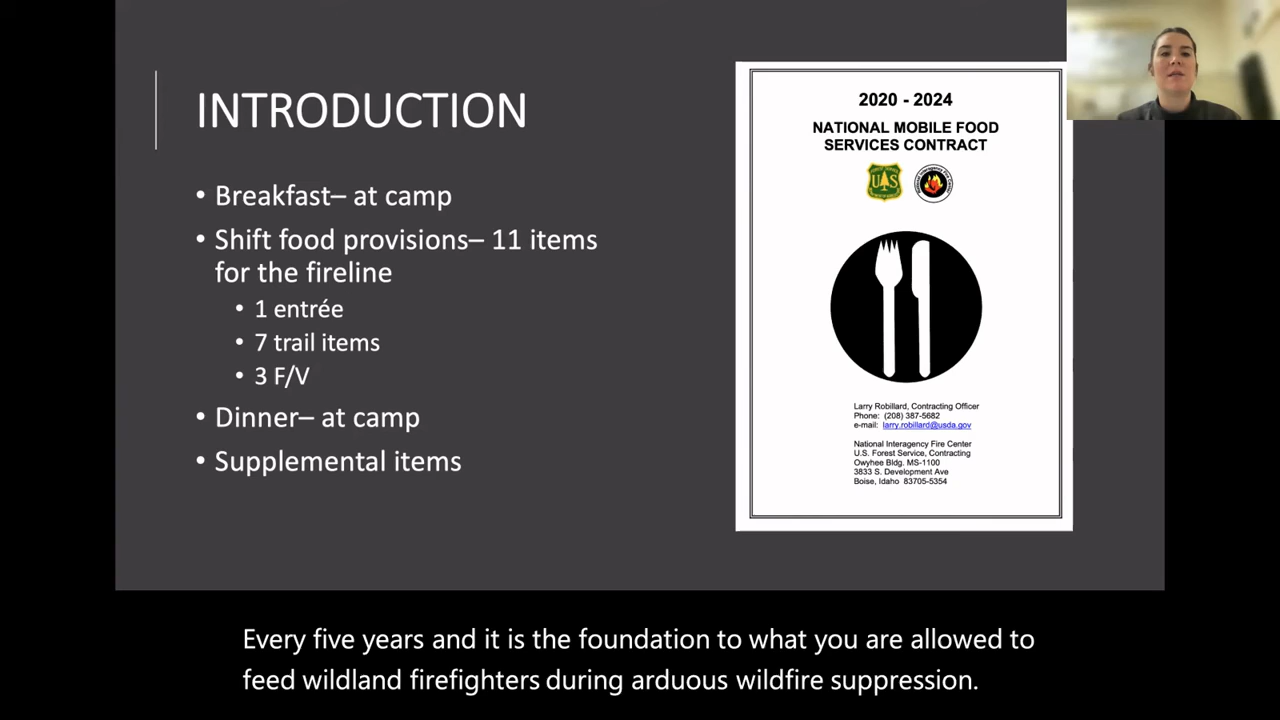 INTRODUCTION
• Breakfast– at camp
• Shift food provisions– 11 items
for the fireline
• 1 entrée
• 7 trail items
• 3 F/V
• Dinner– at camp
• Supplemental items
2020 - 2024
NATIONAL MOBILE FOOD
SERVICES CONTRACT
UAS
Larry Robillard, Contracting Officer
Phone: (208) 387-5682
e-mail: larry.robillard@usda.gov
National Interagency Fire Center
U.S. Forest Service, Contracting
Owyhee Bldg. MS-1100
3833 S. Development Ave
Boise, Idaho 83705-5354
Every five years and it is the foundation to what you are allowed to
feed wildland firefighters during arduous wildfire suppression.